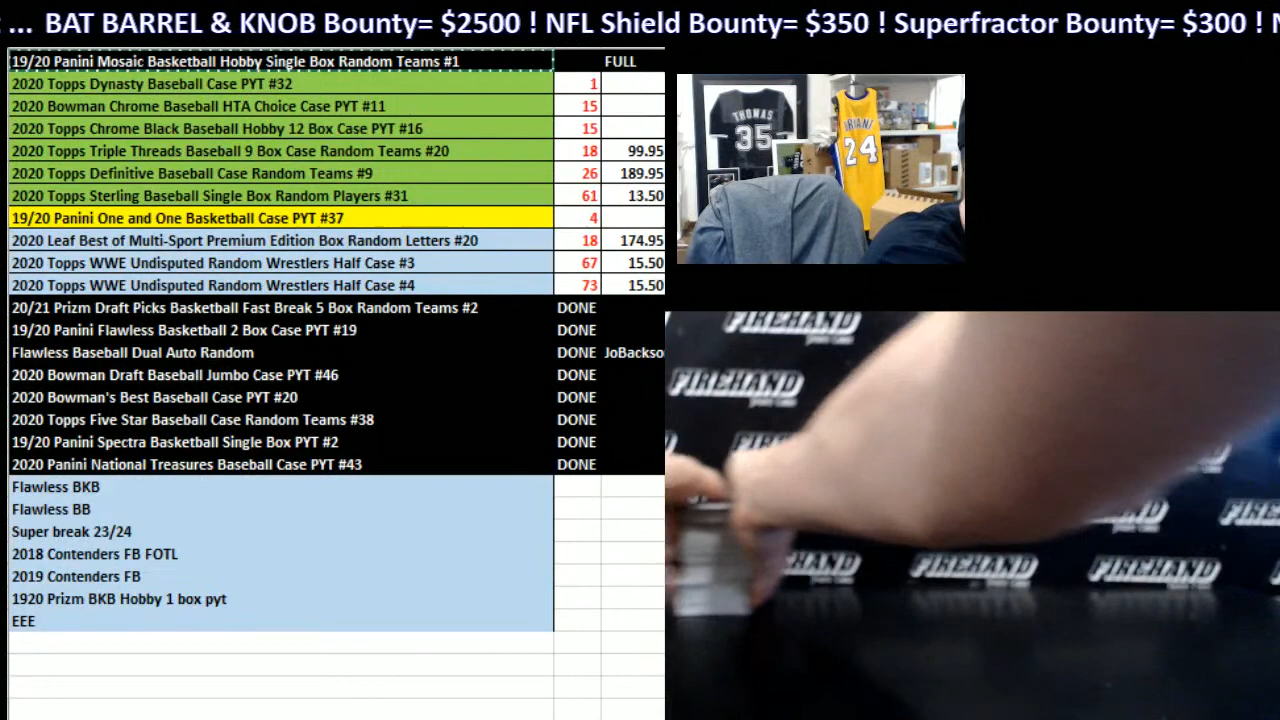 ... BAT BARREL & KNOB Bounty= $2500 ! NFL Shield Bounty= $350 ! Superfractor Bounty= $300 !
19/20 Panini Mosaic Basketball Hobby Single Box Random Teams #1 FULL
2020 Topps Dynasty Baseball Case PYT #32 1
2020 Bowman Chrome Baseball HTA Choice Case PYT #11 15
2020 Topps Chrome Black Baseball Hobby 12 Box Case PYT #16 15
2020 Topps Triple Threads Baseball 9 Box Case Random Teams #20 18 99.95
2020 Topps Definitive Baseball Case Random Teams #9 26 189.95
2020 Topps Sterling Baseball Single Box Random Players #31 61 13.50
19/20 Panini One and One Basketball Case PYT #37 4
2020 Leaf Best of Multi-Sport Premium Edition Box Random Letters #20 18 174.95
2020 Topps WWE Undisputed Random Wrestlers Half Case #3 67 15.50
2020 Topps WWE Undisputed Random Wrestlers Half Case #4 73 15.50
20/21 Prizm Draft Picks Basketball Fast Break 5 Box Random Teams #2 DONE
19/20 Panini Flawless Basketball 2 Box Case PYT #19 DONE
Flawless Baseball Dual Auto Random DONE JoBackso
2020 Bowman Draft Baseball Jumbo Case PYT #46 DONE
2020 Bowman's Best Baseball Case PYT #20 DONE
2020 Topps Five Star Baseball Case Random Teams #38 DONE
19/20 Panini Spectra Basketball Single Box PYT #2 DONE
2020 Panini National Treasures Baseball Case PYT #43 DONE
Flawless BKB
Flawless BB
Super break 23/24
2018 Contenders FB FOTL
2019 Contenders FB
1920 Prizm BKB Hobby 1 box pyt
EEE
THOMAS
35
24
FIREHAND
FIREHAND
FIREHAND
FIREHAND
FIREHAND
FIREHAND